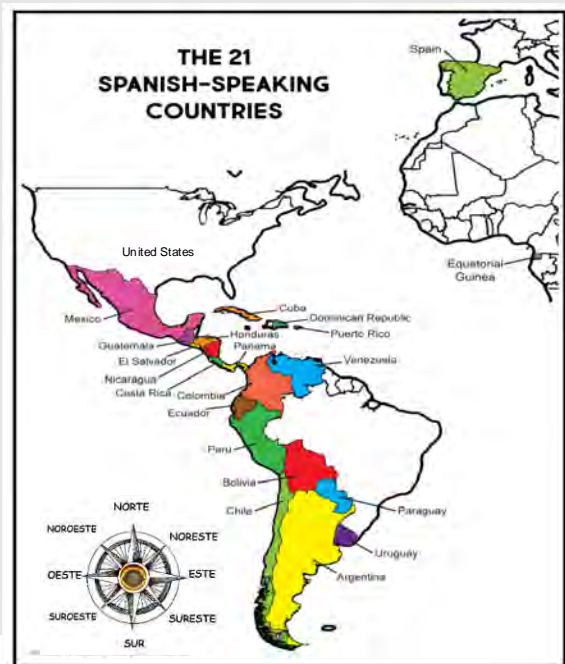 THE 21
SPANISH-SPEAKING
COUNTRIES
Spain
United States
Equatorial
Guinea
Mexico
Cuba
Dominican Republic
Puerto Rico
Guatemala
Honduras
El Salvador
Panama
Nicaragua
Costa Rica
Venezuela
Colombia
Ecuador
Peru
Bolivia
Chile
Paraguay
Uruguay
Argentina
NORTE
NOROESTE
NORESTE
OESTE
ESTE
SUROESTE
SURESTE
SUR